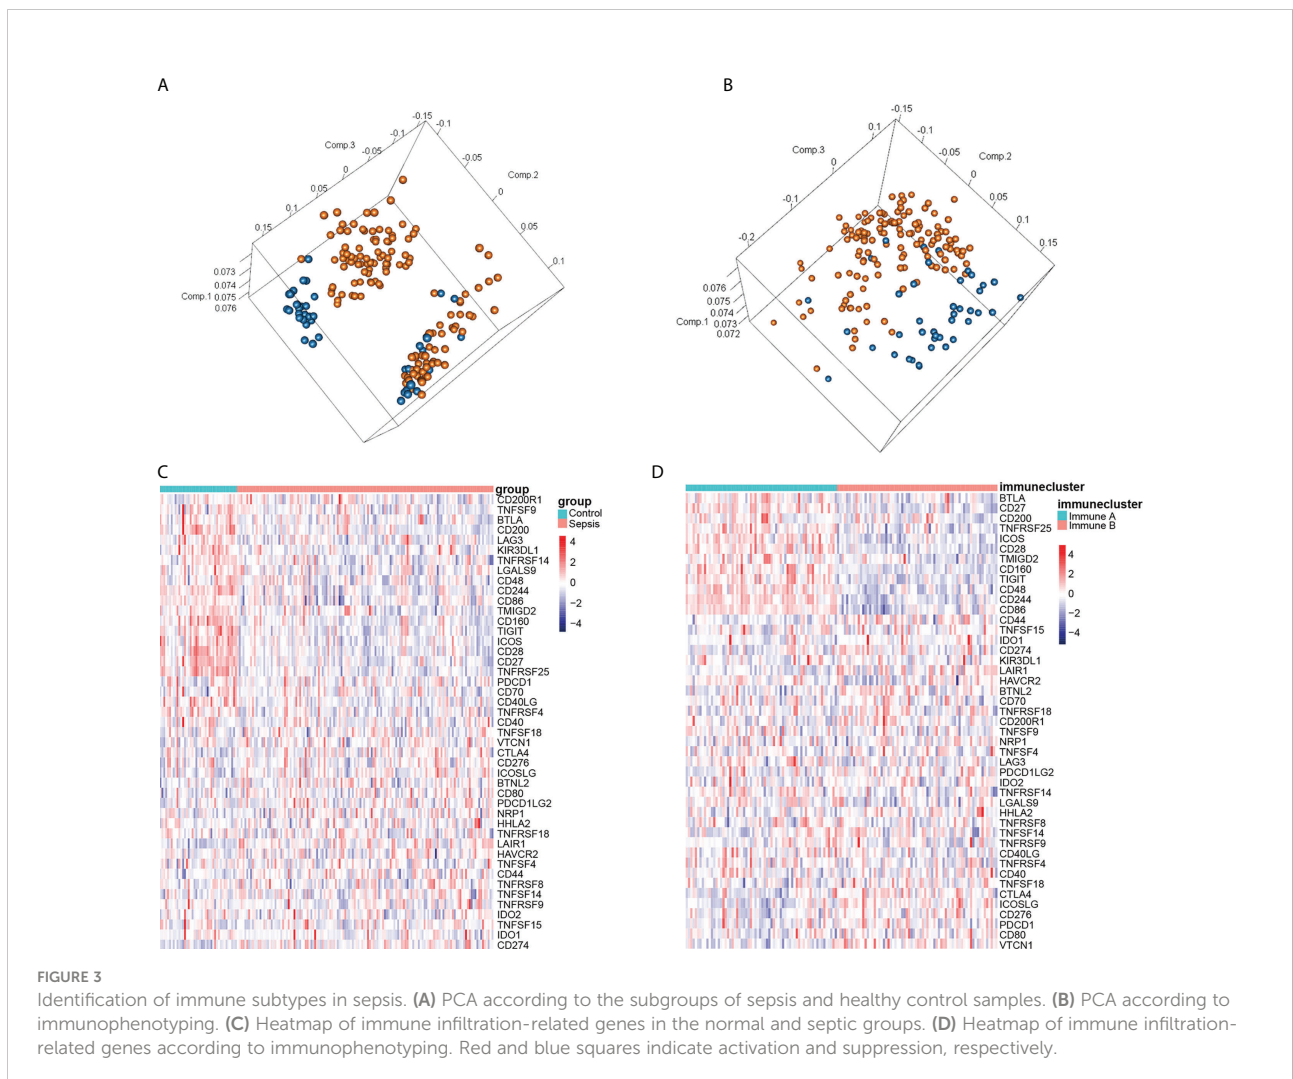 A
B
-0.15
-0.1
-0.1
-0.05
Comp.3
0
0.05
0.1
0.15
-0.05
Comp.2
0
0.05
0.1
0.073
0.074
Comp.1 0.075
0.076
-0.15
0.1
-0.1
Comp.3
Comp.2
0
0
-0.1
0.05
0.1
-0.2
0.15
0.076
0.075
0.074
Comp.1 0.073
0.072
C
group
CD200R1
TNFSF9
BTLA
CD200
LAG3
KIR3DL1
TNFRSF14
LGALS9
CD48
CD244
CD86
TMIGD2
CD160
TIGIT
ICOS
CD28
CD27
TNFRSF25
PDCD1
CD70
CD40LG
TNFRSF4
CD40
TNFSF18
VTCN1
CTLA4
CD276
ICOSLG
BTNL2
CD80
PDCD1LG2
NRP1
HHLA2
TNFRSF18
LAIR1
HAVCR2
TNFSF4
CD44
TNFRSF8
TNFSF14
TNFRSF9
IDO2
TNFSF15
IDO1
CD274
group
Control
Sepsis
4
2
0
−2
−4
D
immunecluster
BTLA
CD27
CD200
TNFRSF25
ICOS
CD28
TMIGD2
CD160
TIGIT
CD48
CD244
CD86
CD44
TNFSF15
IDO1
CD274
KIR3DL1
LAIR1
HAVCR2
BTNL2
CD70
TNFRSF18
CD200R1
TNFSF9
NRP1
TNFSF4
LAG3
PDCD1LG2
IDO2
TNFRSF14
LGALS9
HHLA2
TNFRSF8
TNFSF14
TNFRSF9
CD40LG
TNFRSF4
CD40
TNFSF18
CTLA4
ICOSLG
CD276
PDCD1
CD80
VTCN1
immunecluster
Immune A
Immune B
4
2
0
−2
−4
FIGURE 3
Identification of immune subtypes in sepsis. (A) PCA according to the subgroups of sepsis and healthy control samples. (B) PCA according to
immunophenotyping. (C) Heatmap of immune infiltration-related genes in the normal and septic groups. (D) Heatmap of immune infiltration-
related genes according to immunophenotyping. Red and blue squares indicate activation and suppression, respectively.